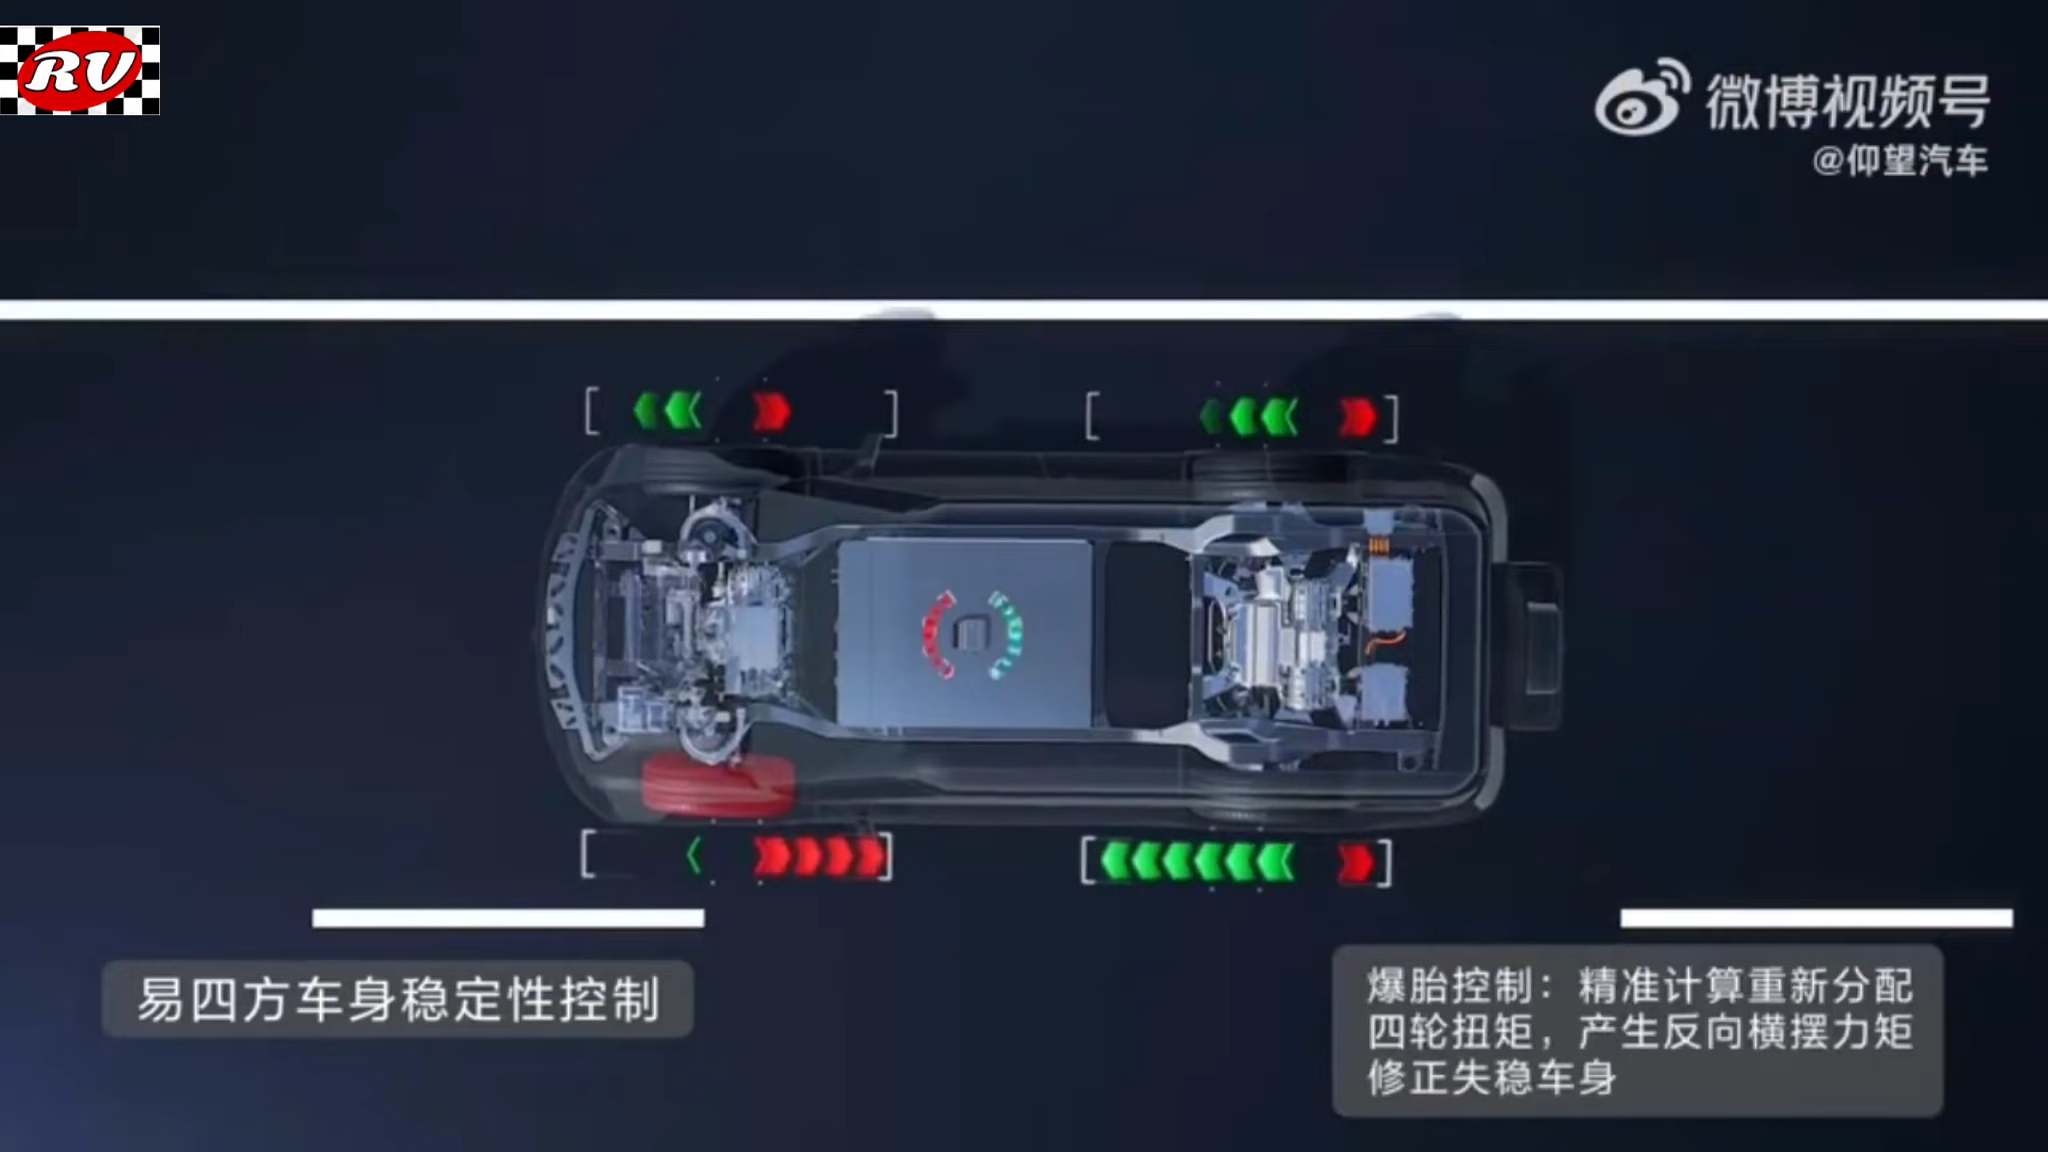 RV
微博视频号
@仰望汽车
易四方车身稳定性控制
爆胎控制：精准计算重新分配
四轮扭矩，产生反向横摆力矩
修正失稳车身